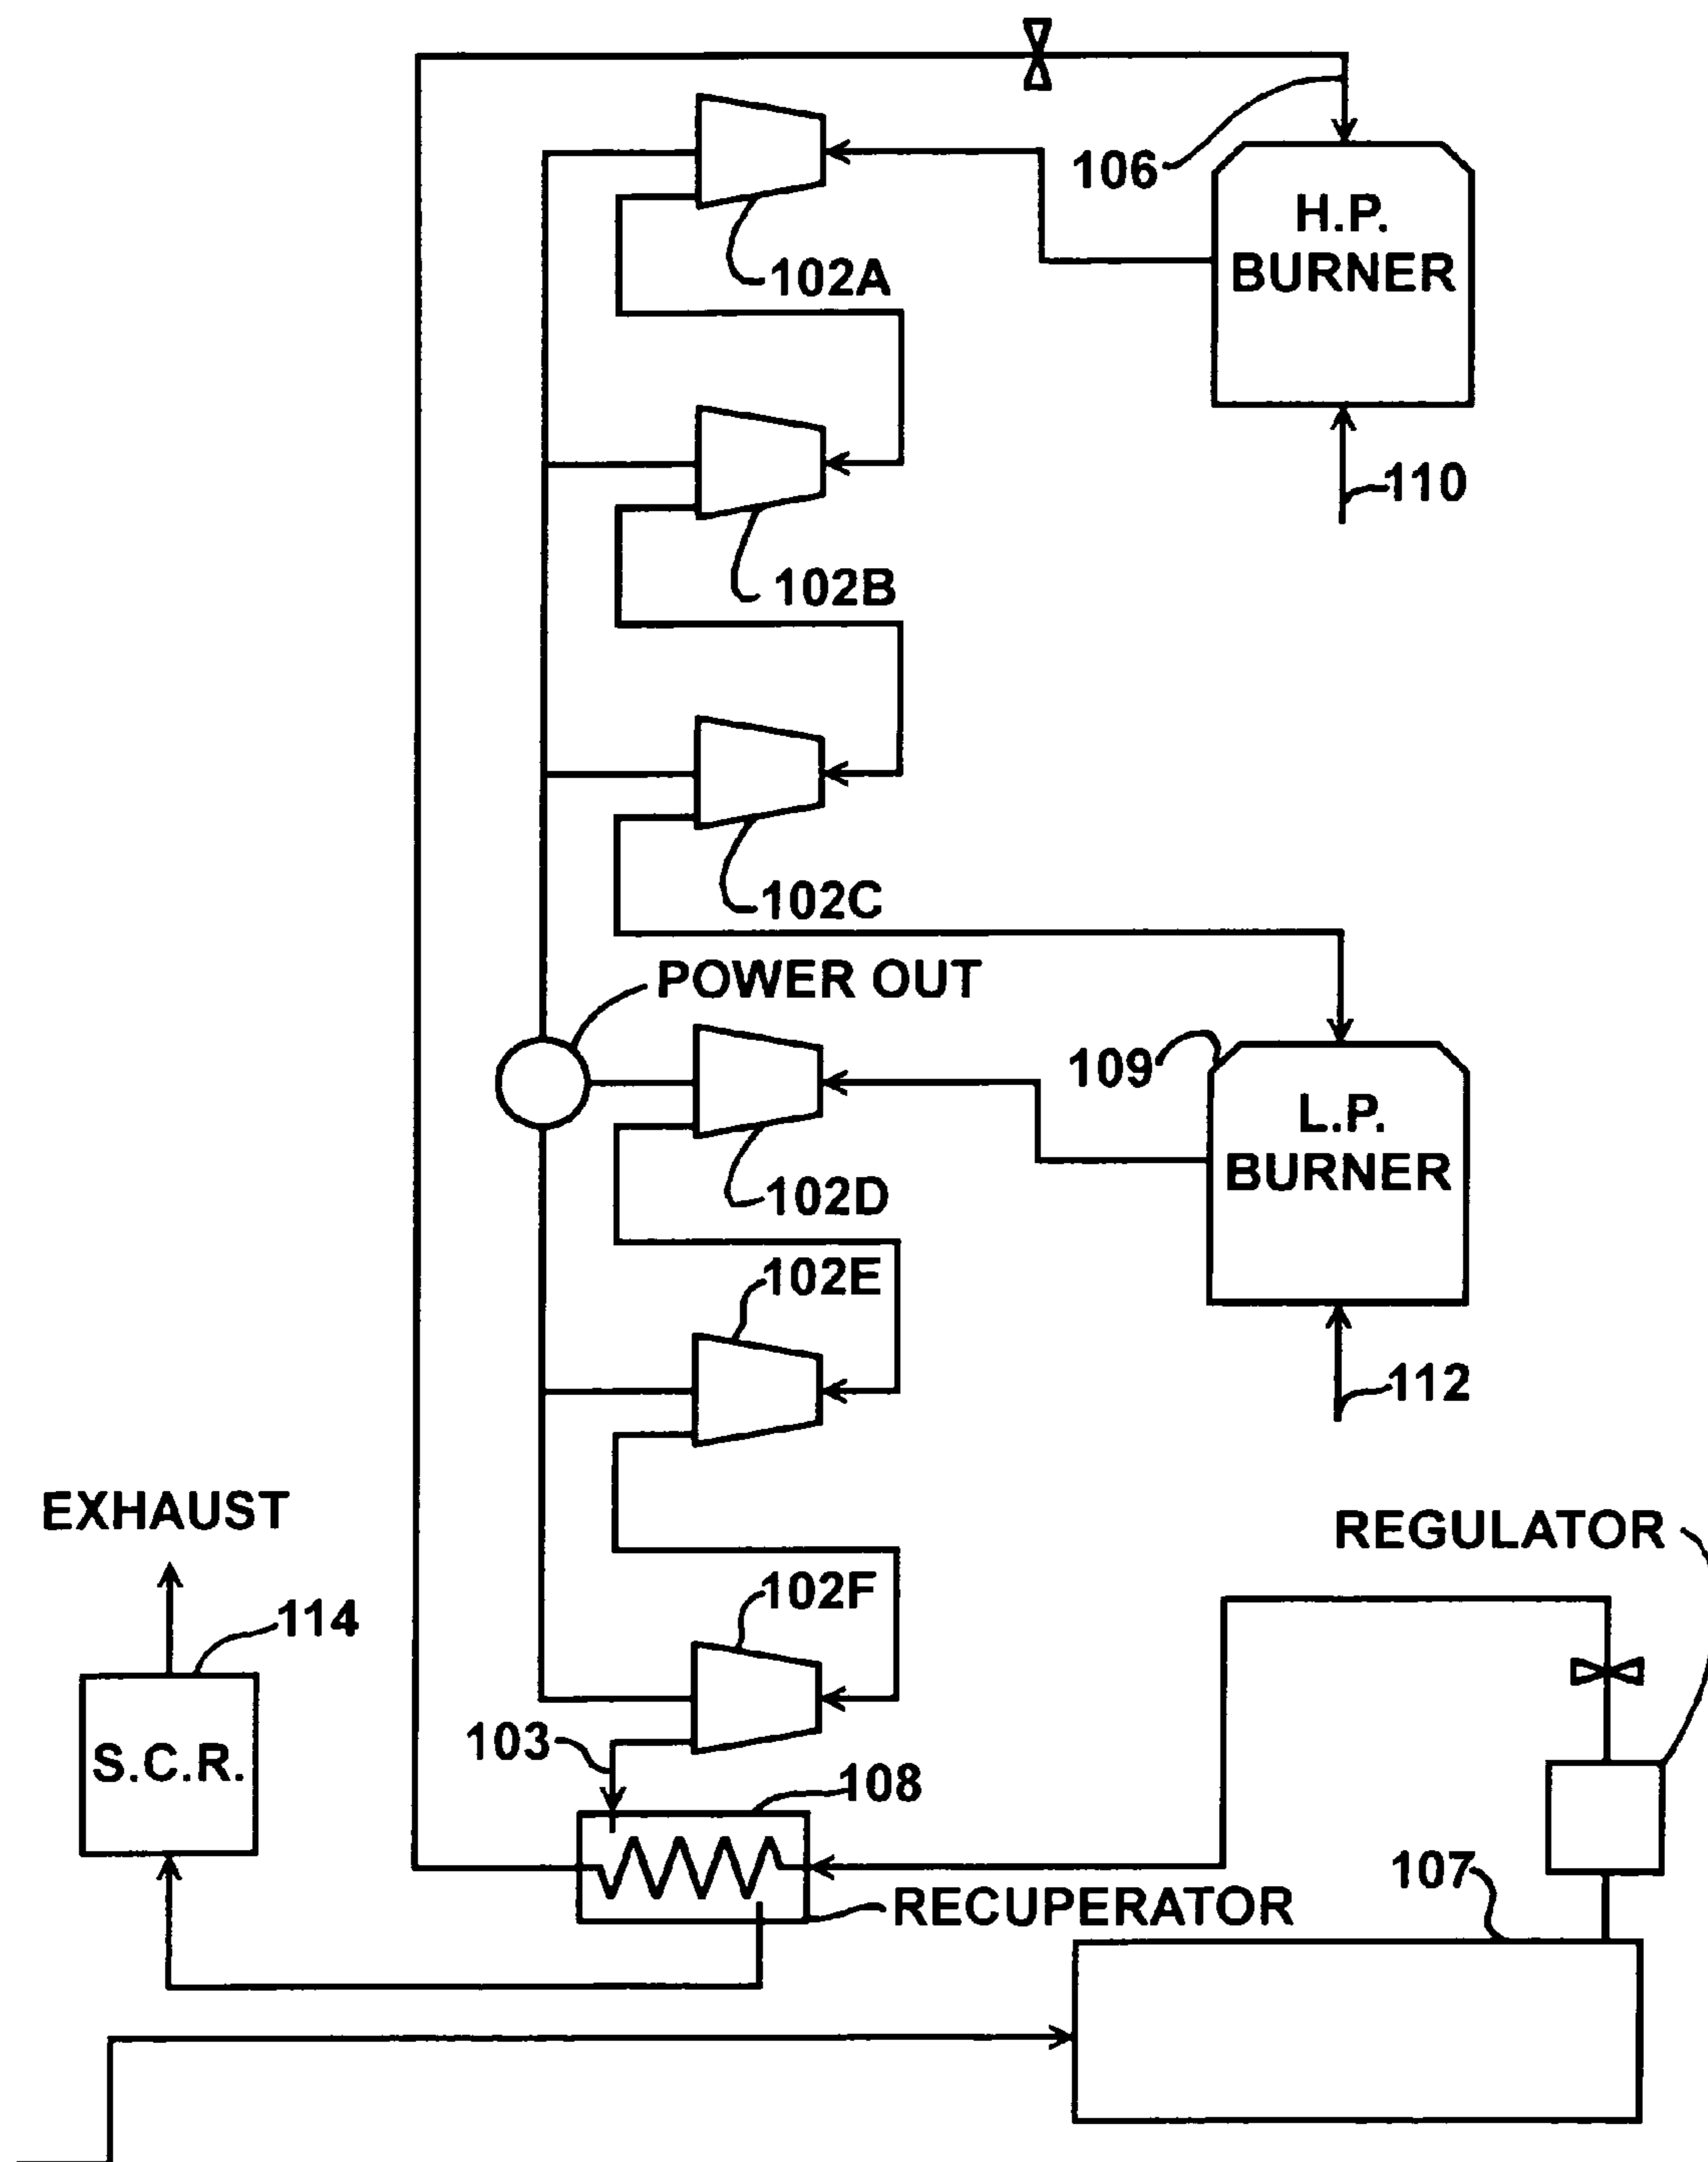 106
H.P.
BURNER
102A
110
102B
102C
POWER OUT
109
L.P.
BURNER
102D
102E
112
EXHAUST
REGULATOR
102F
114
S.C.R.
103
108
107
RECUPERATOR